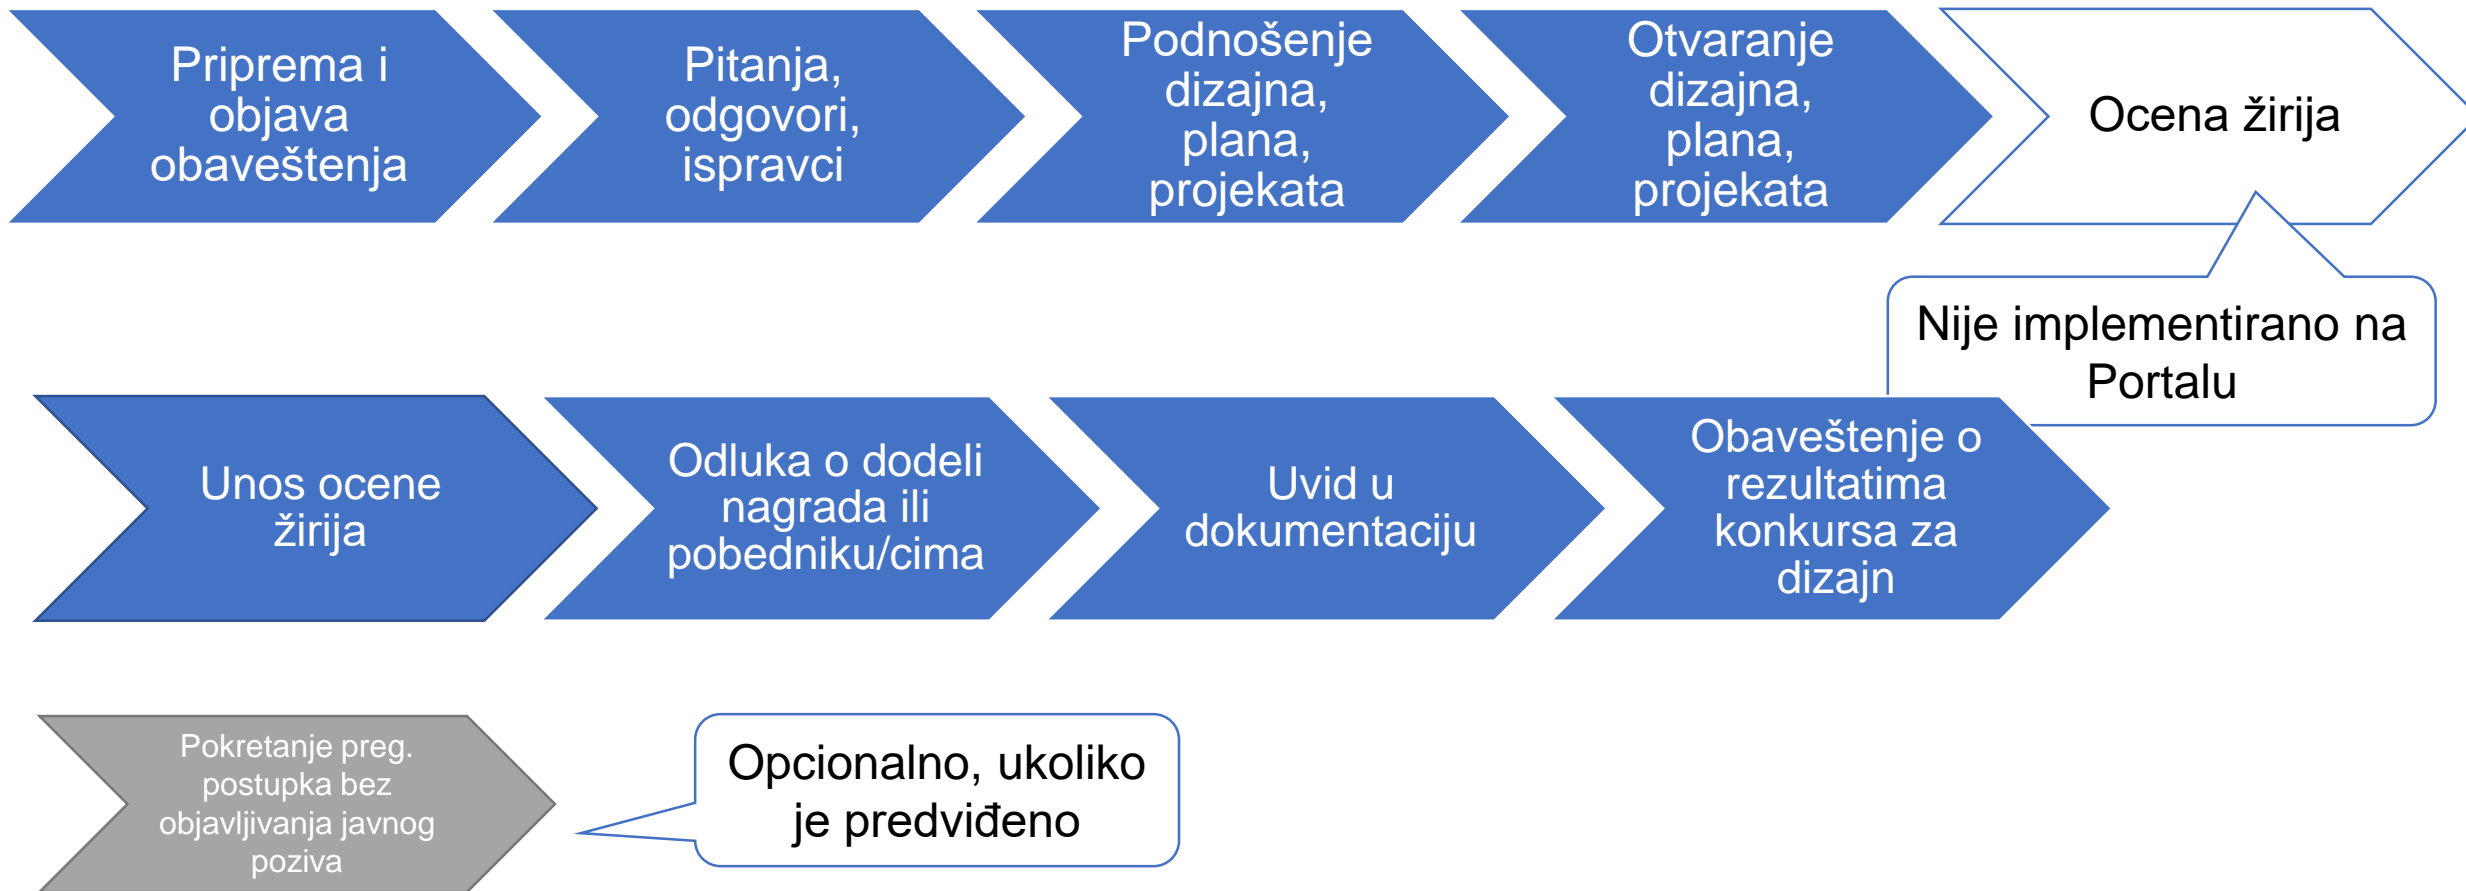 Priprema i
objava
obaveštenja
Pitanja,
odgovori,
ispravci
Podnošenje
dizajna,
plana,
projekata
Otvaranje
dizajna,
plana,
projekata
Ocena žirija
Nije implementirano na
Portalu
Unos ocene
žirija
Odluka o dodeli
nagrada ili
pobedniku/cima
Uvid u
dokumentaciju
Obaveštenje o
rezultatima
konkursa za
dizajn
Pokretanje preg.
postupka bez
objavljivanja javnog
poziva
Opcionalno, ukoliko
je predviđeno